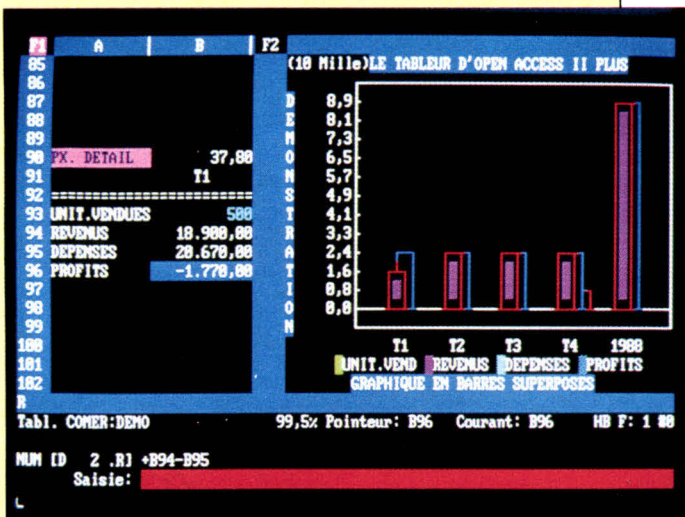 F1 A B F2
(10 Mille)LE TABLEUR D'OPEN ACCESS II PLUS
85
86
87
88
89
90 PX. DETAIL 37,80
91 T1
92 =========================
93 UNIT.VENDUES 500
94 REVENUS 18.900,00
95 DEPENSES 20.670,00
96 PROFITS -1.770,00
97
98
99
100
101
102
DEMONSTRATION
8,9
8,1
7,3
6,5
5,7
4,9
4,1
3,3
2,4
1,6
0,8
0,0
T1 T2 T3 T4 1988
UNIT.VEND REVENUS DEPENSES PROFITS
GRAPHIQUE EN BARRES SUPERPOSES
R
Tabl. COMER:DEMO 99,5% Pointeur: B96 Courant: B96 HB F: 1
NUM [D 2 .R] +B94-B95
Saisie: